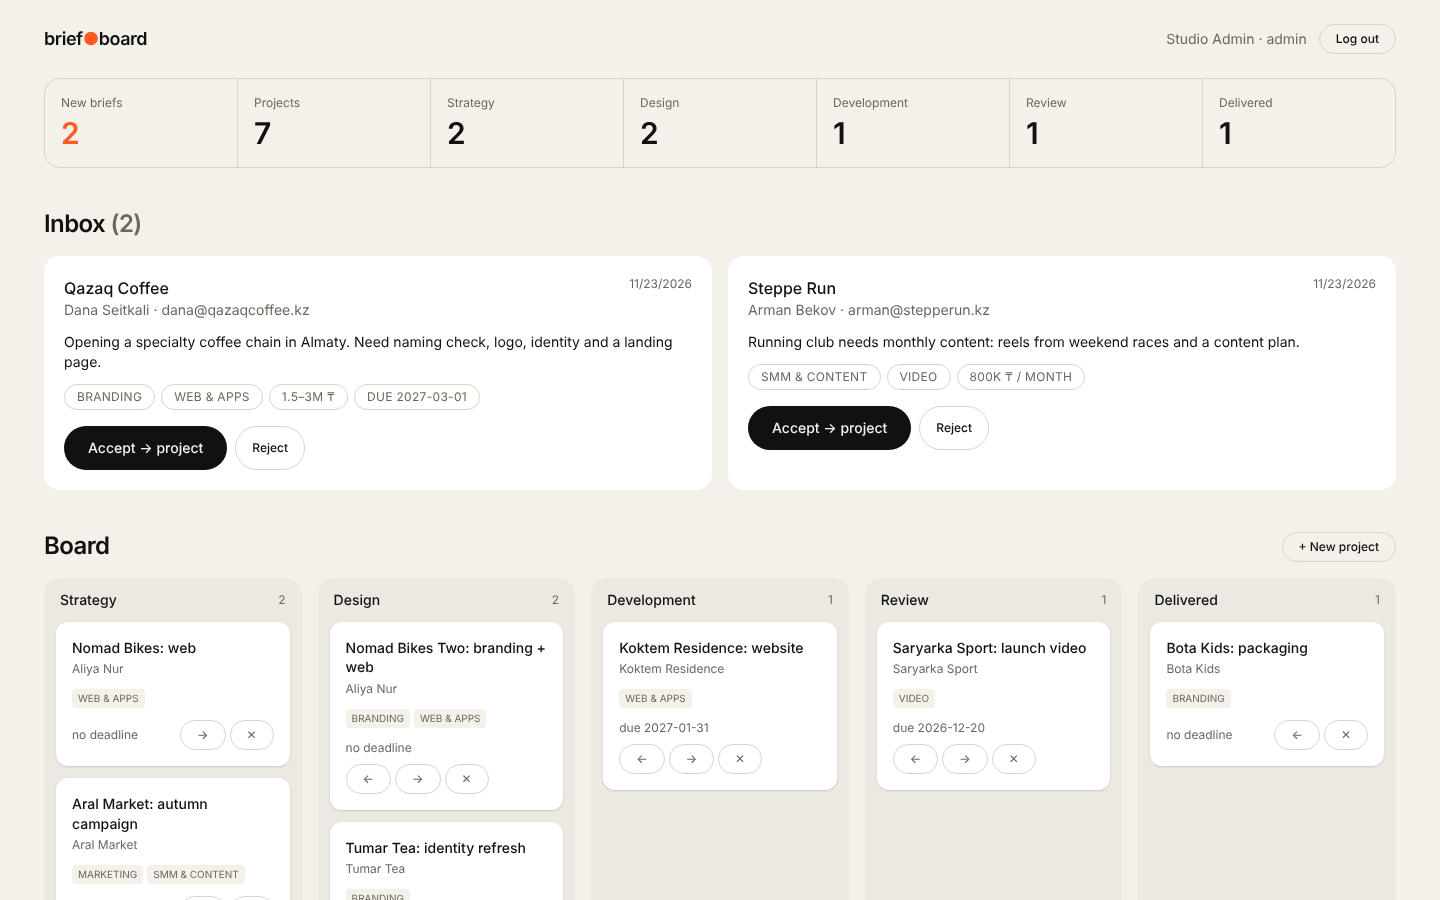 brief●board
Studio Admin · admin
Log out
New briefs
2
Projects
7
Strategy
2
Design
2
Development
1
Review
1
Delivered
1
Inbox (2)
Qazaq Coffee
11/23/2026
Dana Seitkali · dana@qazaqcoffee.kz
Opening a specialty coffee chain in Almaty. Need naming check, logo, identity and a landing
page.
BRANDING
WEB & APPS
1.5–3M ₸
DUE 2027-03-01
Accept → project
Reject
Steppe Run
11/23/2026
Arman Bekov · arman@stepperun.kz
Running club needs monthly content: reels from weekend races and a content plan.
SMM & CONTENT
VIDEO
800K ₸ / MONTH
Accept → project
Reject
Board
+ New project
Strategy
2
Nomad Bikes: web
Aliya Nur
WEB & APPS
no deadline
→
✕
Aral Market: autumn
campaign
Aral Market
MARKETING
SMM & CONTENT
Design
2
Nomad Bikes Two: branding +
web
Aliya Nur
BRANDING
WEB & APPS
no deadline
←
→
✕
Tumar Tea: identity refresh
Tumar Tea
BRANDING
Development
1
Koktem Residence: website
Koktem Residence
WEB & APPS
due 2027-01-31
←
→
✕
Review
1
Saryarka Sport: launch video
Saryarka Sport
VIDEO
due 2026-12-20
←
→
✕
Delivered
1
Bota Kids: packaging
Bota Kids
BRANDING
no deadline
←
✕